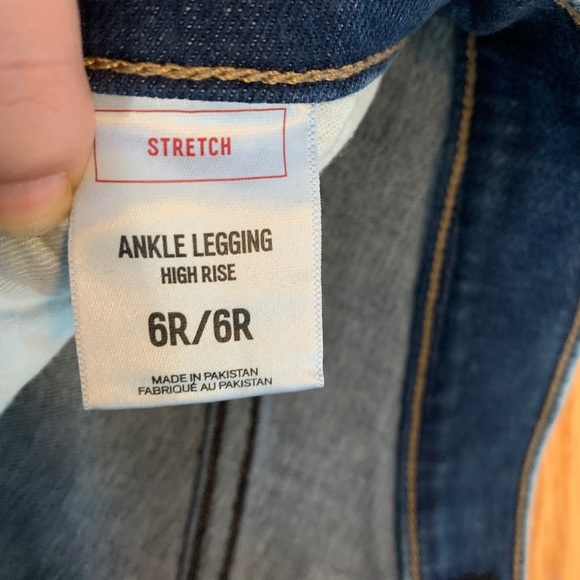 STRETCH
ANKLE LEGGING
HIGH RISE
6R/6R
MADE IN PAKISTAN
FABRIQUÉ AU PAKISTAN